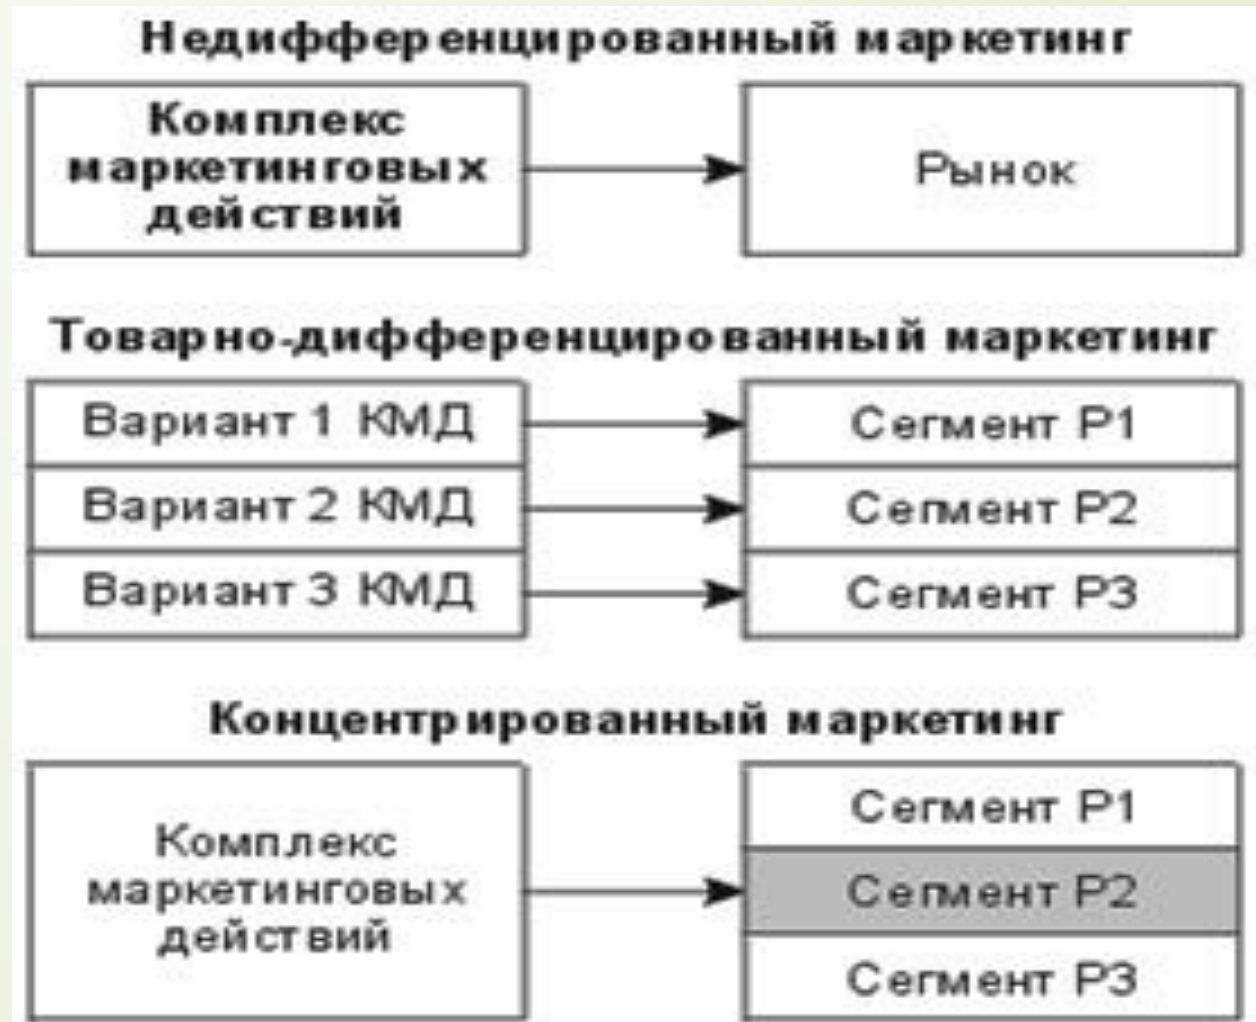 Недифференцированный маркетинг
Комплекс
маркетинговых
действий
Рынок
Товарно-дифференцированный маркетинг
Вариант 1 КМД
Сегмент Р1
Вариант 2 КМД
Сегмент Р2
Вариант 3 КМД
Сегмент Р3
Концентрированный маркетинг
Комплекс
маркетинговых
действий
Сегмент Р1
Сегмент Р2
Сегмент Р3